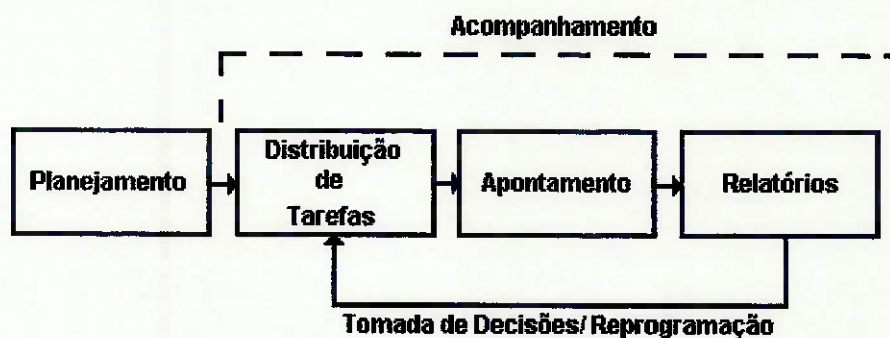 Acompanhamento
Planejamento
Distribuição
de
Tarefas
Apontamento
Relatórios
Tomada de Decisões/Reprogramação